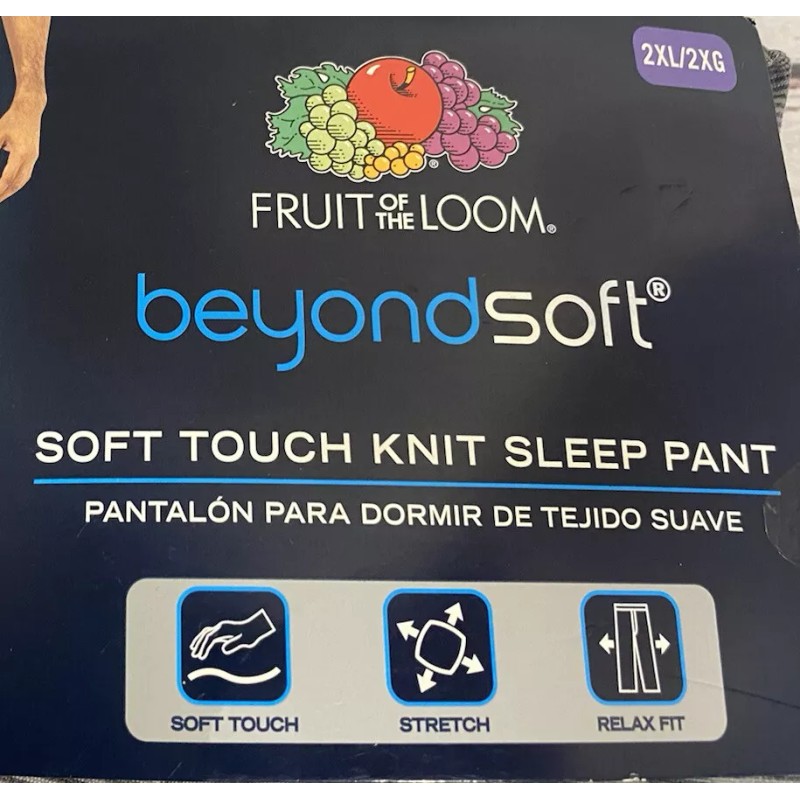 2XL/2XG
FRUIT OF THE LOOM®
beyondsoft®
SOFT TOUCH KNIT SLEEP PANT
PANTALÓN PARA DORMIR DE TEJIDO SUAVE
SOFT TOUCH
STRETCH
RELAX FIT